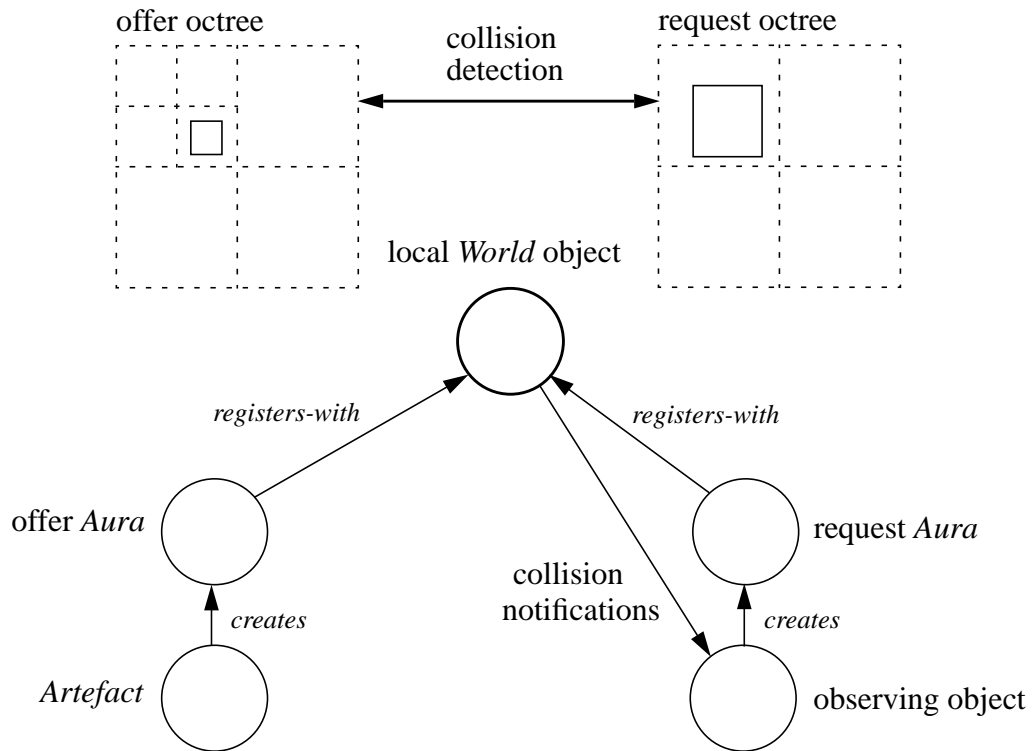 offer octree
request octree
collision
detection
local World object
registers-with
registers-with
offer Aura
request Aura
collision
notifications
creates
creates
Artefact
observing object